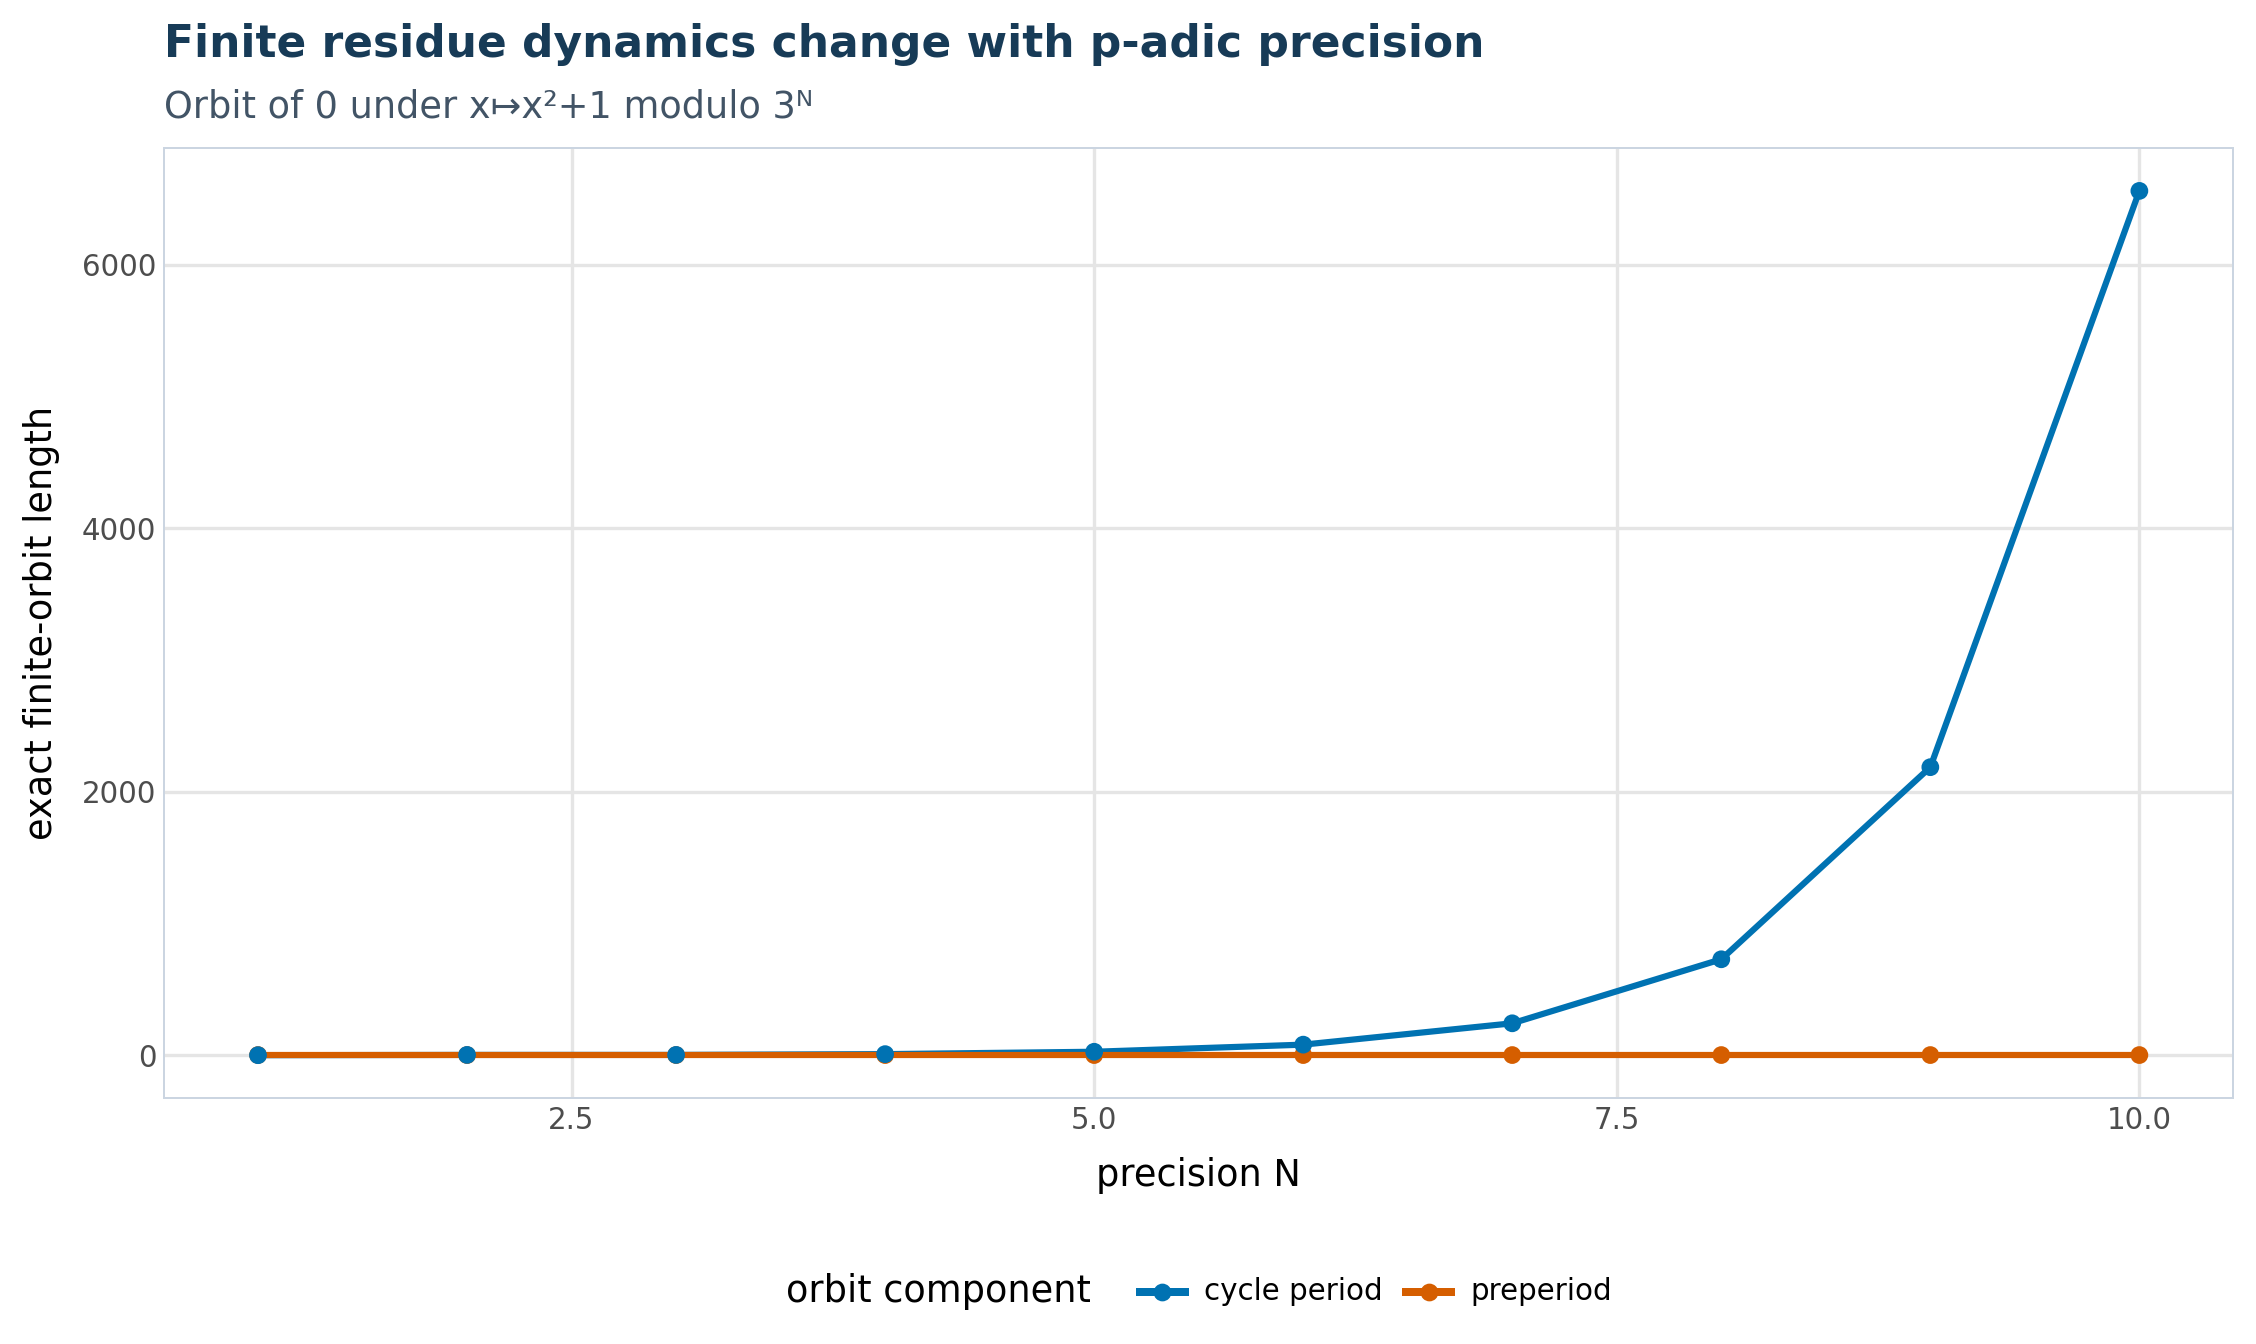 Finite residue dynamics change with p-adic precision
Orbit of 0 under x↦x²+1 modulo 3ᴺ
exact finite-orbit length
6000
4000
2000
0
2.5 5.0 7.5 10.0
precision N
orbit component cycle period preperiod